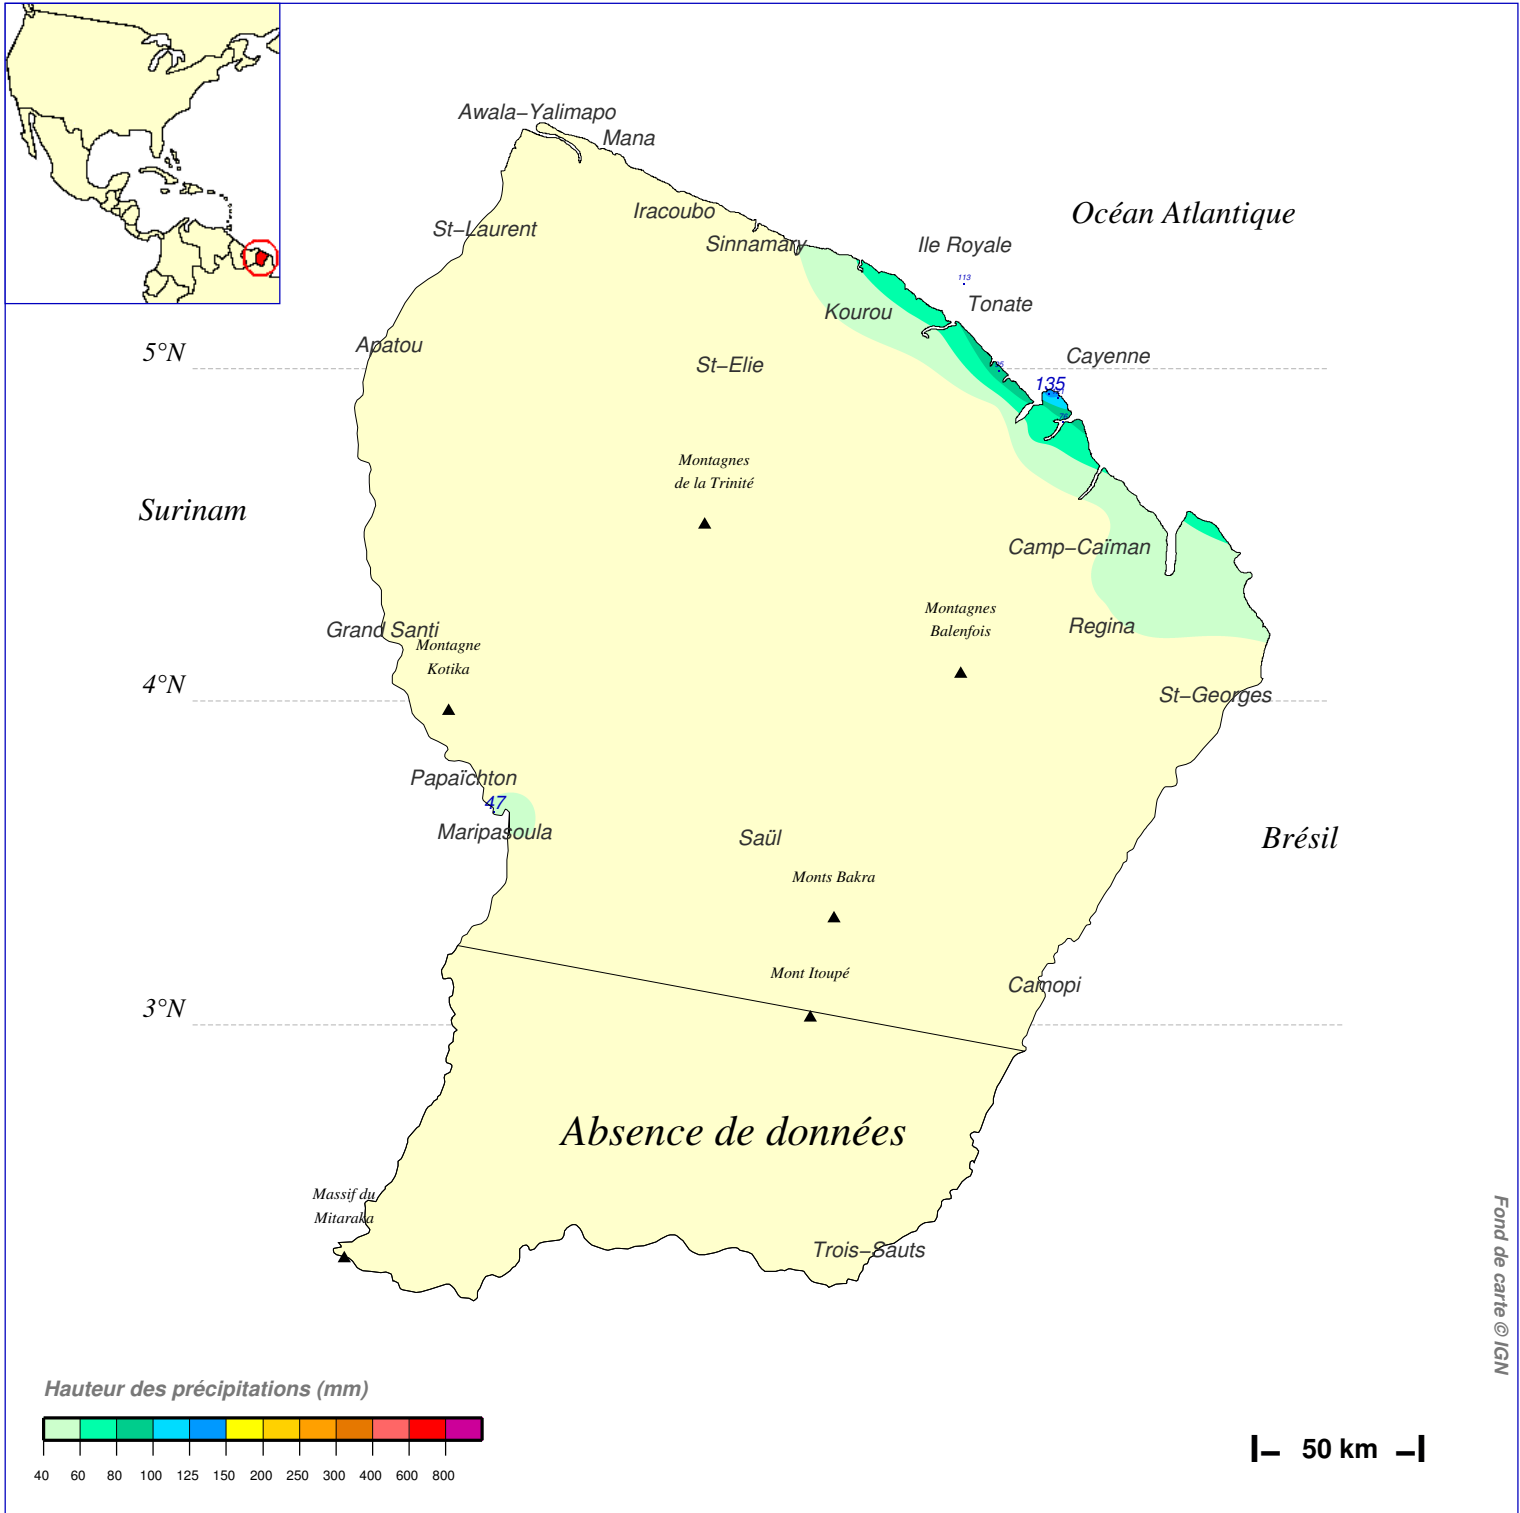 Awala–Yalimapo
Mana
Océan Atlantique
Iracoubo
St–Laurent
Sinnamary
Ile Royale
113
Tonate
Kourou
5°N
Apatou
St–Elie
Cayenne
135
Montagnes
de la Trinité
Surinam
Camp–Caïman
Montagnes
Balenfois
Regina
Grand Santi
Montagne
Kotika
4°N
St–Georges
Papaïchton
47
Maripasoula
Saül
Brésil
Monts Bakra
Mont Itoupé
Camopi
3°N
Absence de données
Massif du
Mitaraka
Trois–Sauts
Fond de carte © IGN
Hauteur des précipitations (mm)
40 60 80 100 125 150 200 250 300 400 600 800
50 km